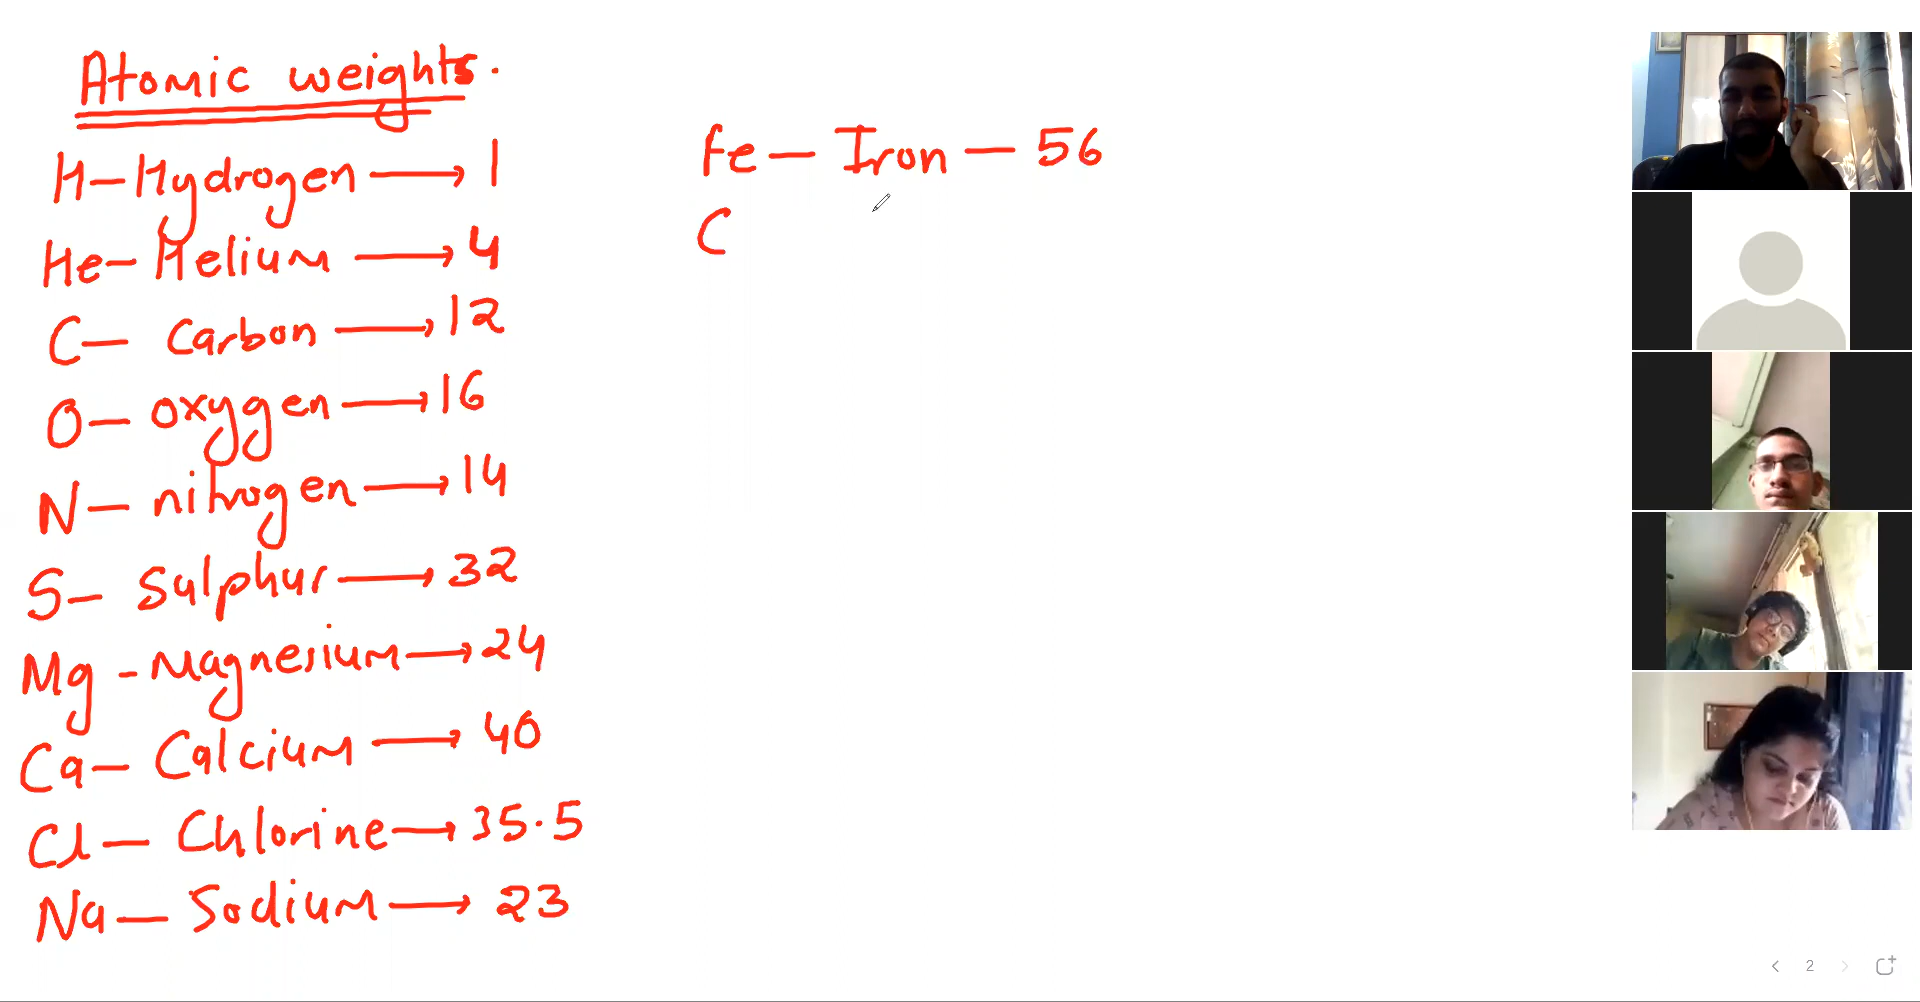 Atomic weights.
H-Hydrogen → 1
He- Helium → 4
C- Carbon → 12
O- oxygen → 16
N- nitrogen → 14
S- Sulphur → 32
Mg - Magnesium → 24
Ca- Calcium → 40
Cl- Chlorine → 35.5
Na- Sodium → 23
Fe- Iron - 56
C
2